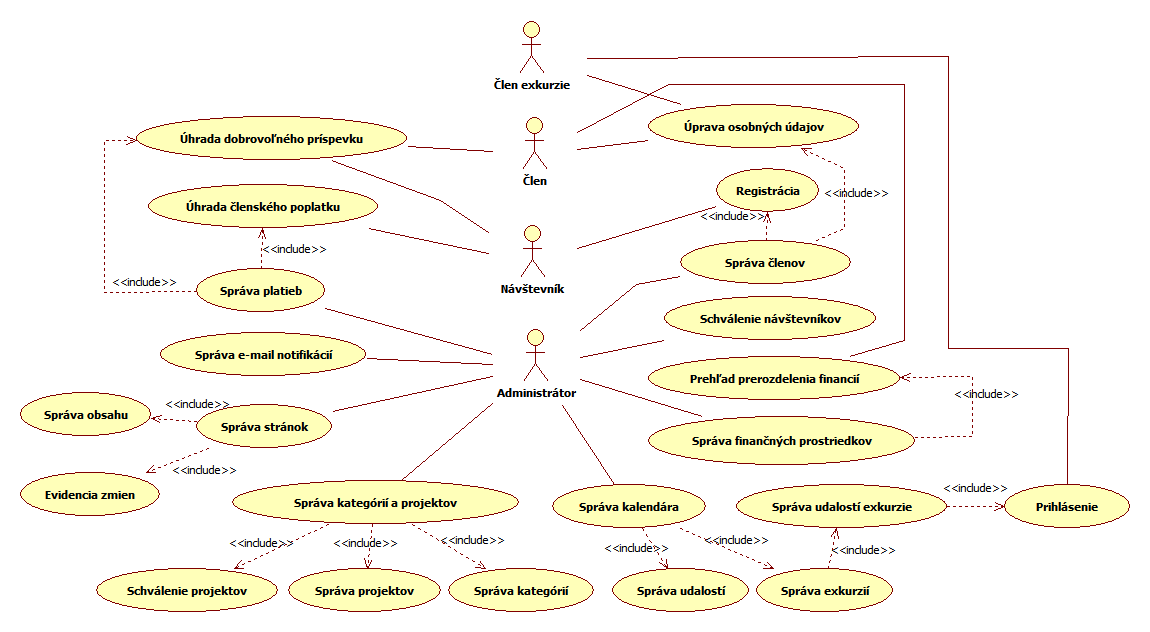 Člen exkurzie
Úprava osobných údajov
Úhrada dobrovoľného príspevku
Člen
Registrácia
<<include>>
Úhrada členského poplatku
<<include>>
<<include>>
Správa členov
<<include>>
Návštevník
Správa platieb
Schválenie návštevníkov
Správa e-mail notifikácií
Prehľad prerozdelenia financií
Administrátor
<<include>>
<<include>>
Správa obsahu
Správa stránok
Správa finančných prostriedkov
<<include>>
Evidencia zmien
<<include>>
Správa kategórií a projektov
Správa kalendára
Správa udalostí exkurzie
Prihlásenie
<<include>>
<<include>>
<<include>>
<<include>>
<<include>>
<<include>>
Schválenie projektov
Správa projektov
Správa kategórií
Správa udalostí
Správa exkurzií